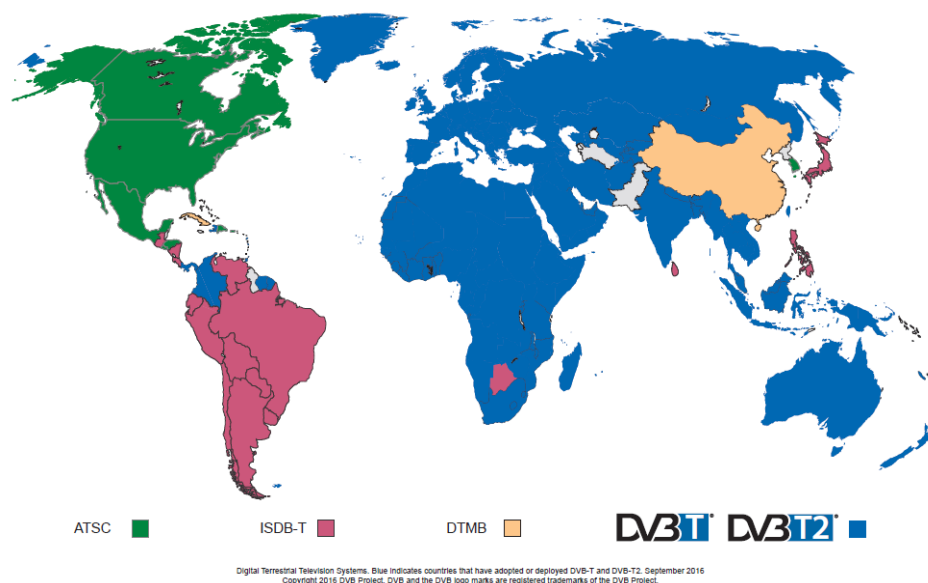 ATSC ISDB-T DTMB DVB T DVB T2
Digital Terrestrial Television Systems. Blue indicates countries that have adopted or deployed DVB-T and DVB-T2. September 2016
Copyright 2016 DVB Project. DVB and the DVB logo marks are registered trademarks of the DVB Project.